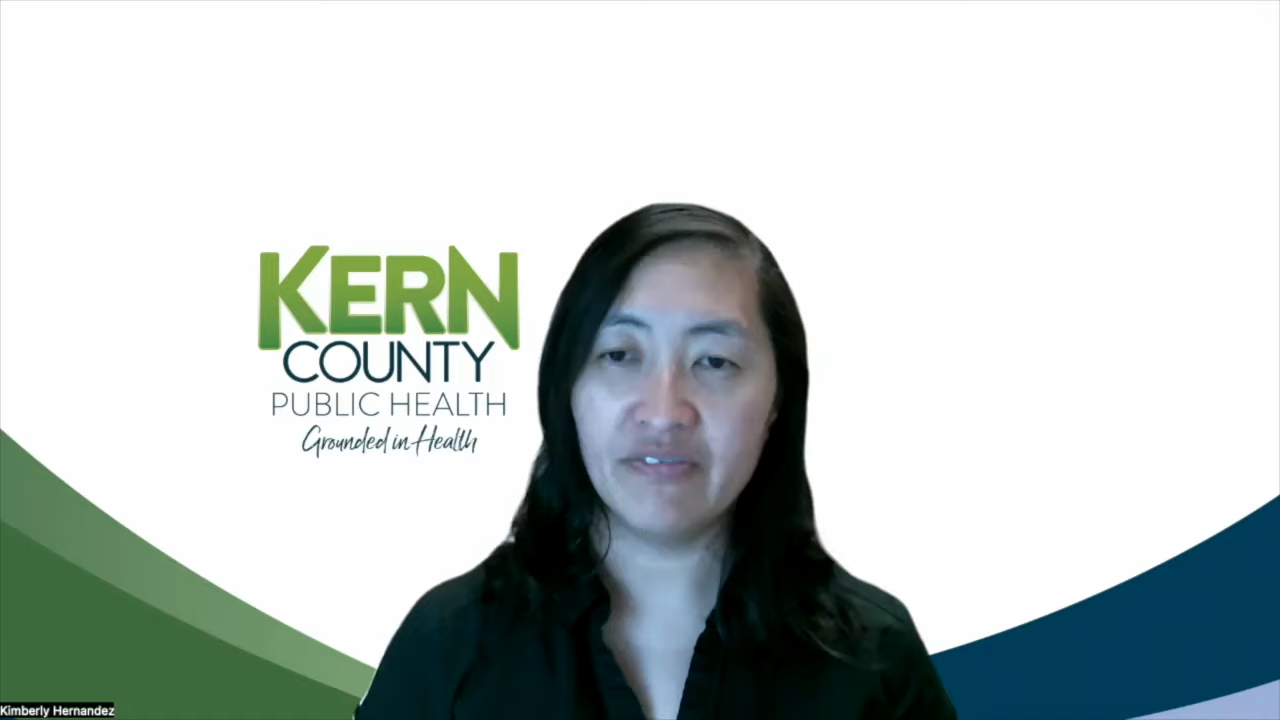 KERN
COUNTY
PUBLIC HEALTH
Grounded in Health
Kimberly Hernandez